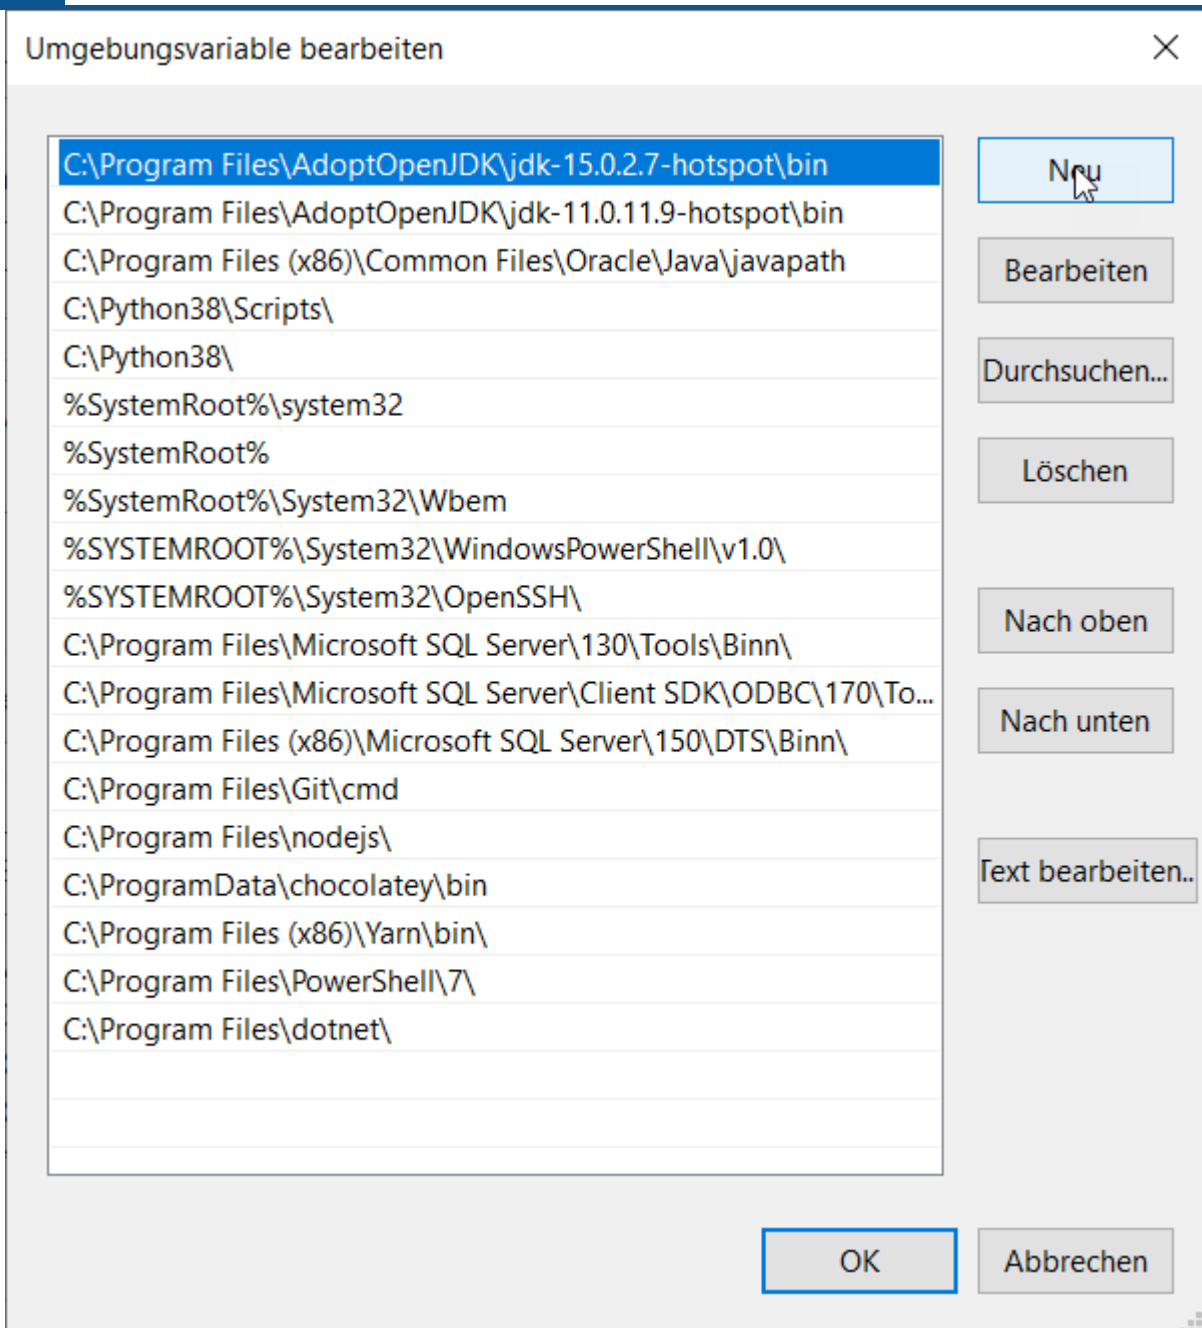 Umgebungsvariable bearbeiten
C:\Program Files\AdoptOpenJDK\jdk-15.0.2.7-hotspot\bin
C:\Program Files\AdoptOpenJDK\jdk-11.0.11.9-hotspot\bin
C:\Program Files (x86)\Common Files\Oracle\Java\javapath
C:\Python38\Scripts\
C:\Python38\
%SystemRoot%\system32
%SystemRoot%
%SystemRoot%\System32\Wbem
%SYSTEMROOT%\System32\WindowsPowerShell\v1.0\
%SYSTEMROOT%\System32\OpenSSH\
C:\Program Files\Microsoft SQL Server\130\Tools\Binn\
C:\Program Files\Microsoft SQL Server\Client SDK\ODBC\170\To...
C:\Program Files (x86)\Microsoft SQL Server\150\DTS\Binn\
C:\Program Files\Git\cmd
C:\Program Files\nodejs\
C:\ProgramData\chocolatey\bin
C:\Program Files (x86)\Yarn\bin\
C:\Program Files\PowerShell\7\
C:\Program Files\dotnet\
Neu
Bearbeiten
Durchsuchen...
Löschen
Nach oben
Nach unten
Text bearbeiten..
OK
Abbrechen